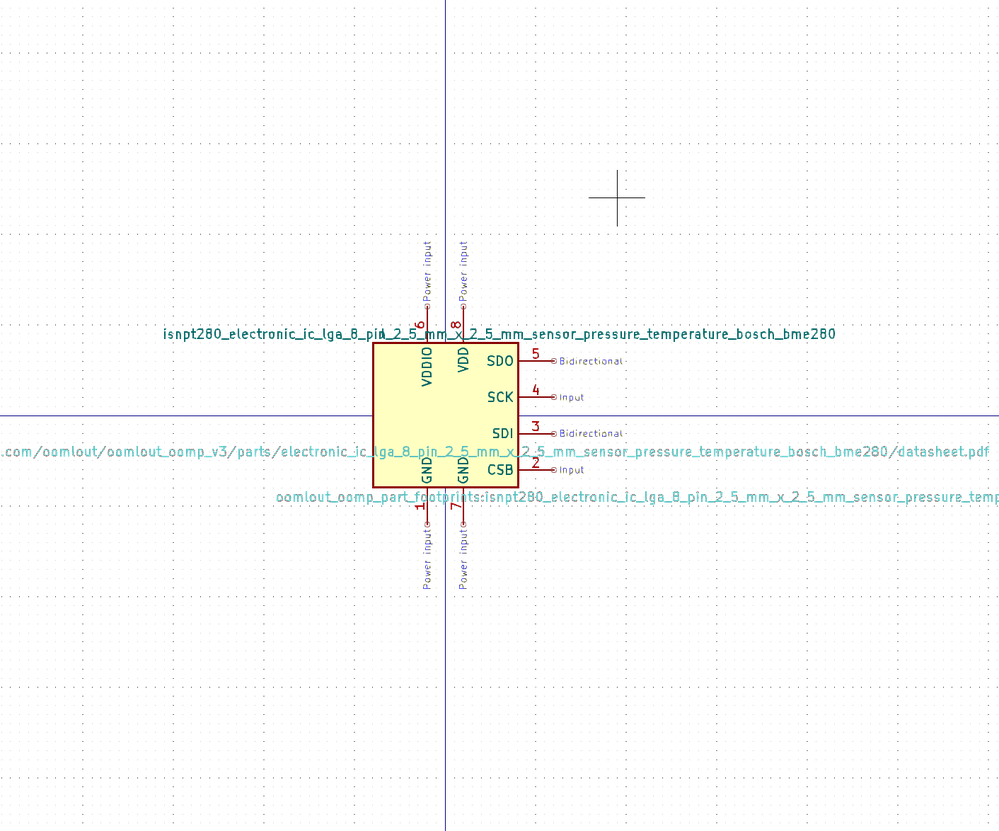 Power input Power input
6 8
isnpt280_electronic_ic_lga_8_pin_2_5_mm_x_2_5_mm_sensor_pressure_temperature_bosch_bme280
VDDIO VDD
SDO 5 Bidirectional
SCK 4 Input
SDI 3 Bidirectional
.com/oomlout/oomlout_oomp_v3/parts/electronic_ic_lga_8_pin_2_5_mm_x_2_5_mm_sensor_pressure_temperature_bosch_bme280/datasheet.pdf
CSB 2 Input
GND GND
oomlout_oomp_part_footprints:isnpt280_electronic_ic_lga_8_pin_2_5_mm_x_2_5_mm_sensor_pressure_temp
1 7
Power input Power input